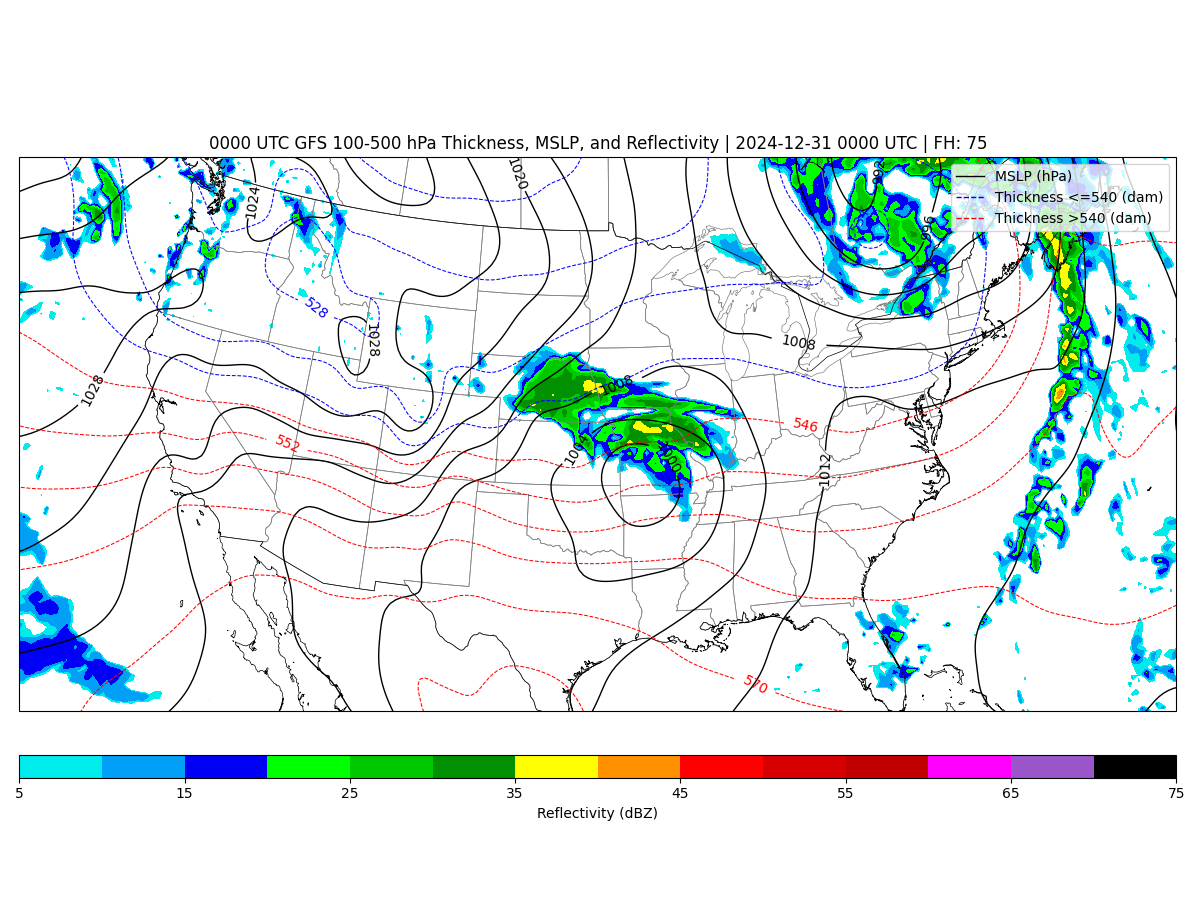 0000 UTC GFS 100-500 hPa Thickness, MSLP, and Reflectivity | 2024-12-31 0000 UTC | FH: 75
MSLP (hPa)
Thickness <=540 (dam)
Thickness >540 (dam)
992
1020
1024
996
528
1028
1008
1028
1008
546
552
1012
570
5 15 25 35 45 55 65 75
Reflectivity (dBZ)